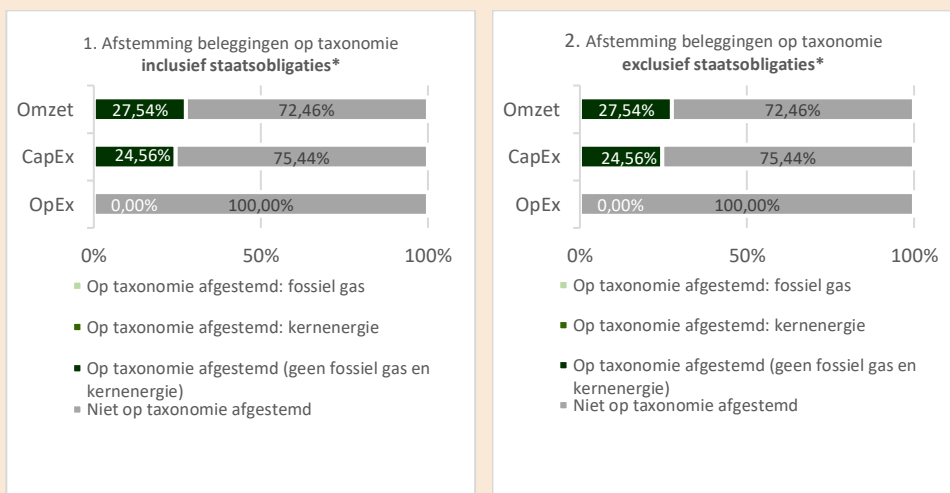 1. Afstemming beleggingen op taxonomie
inclusief staatsobligaties*
Omzet 27,54% 72,46%
CapEx 24,56% 75,44%
OpEx 0,00% 100,00%
0% 50% 100%
Op taxonomie afgestemd: fossiel gas
Op taxonomie afgestemd: kernenergie
Op taxonomie afgestemd (geen fossiel gas en
kernenergie)
Niet op taxonomie afgestemd
2. Afstemming beleggingen op taxonomie
exclusief staatsobligaties*
Omzet 27,54% 72,46%
CapEx 24,56% 75,44%
OpEx 0,00% 100,00%
0% 50% 100%
Op taxonomie afgestemd: fossiel gas
Op taxonomie afgestemd: kernenergie
Op taxonomie afgestemd (geen fossiel gas en
kernenergie)
Niet op taxonomie afgestemd